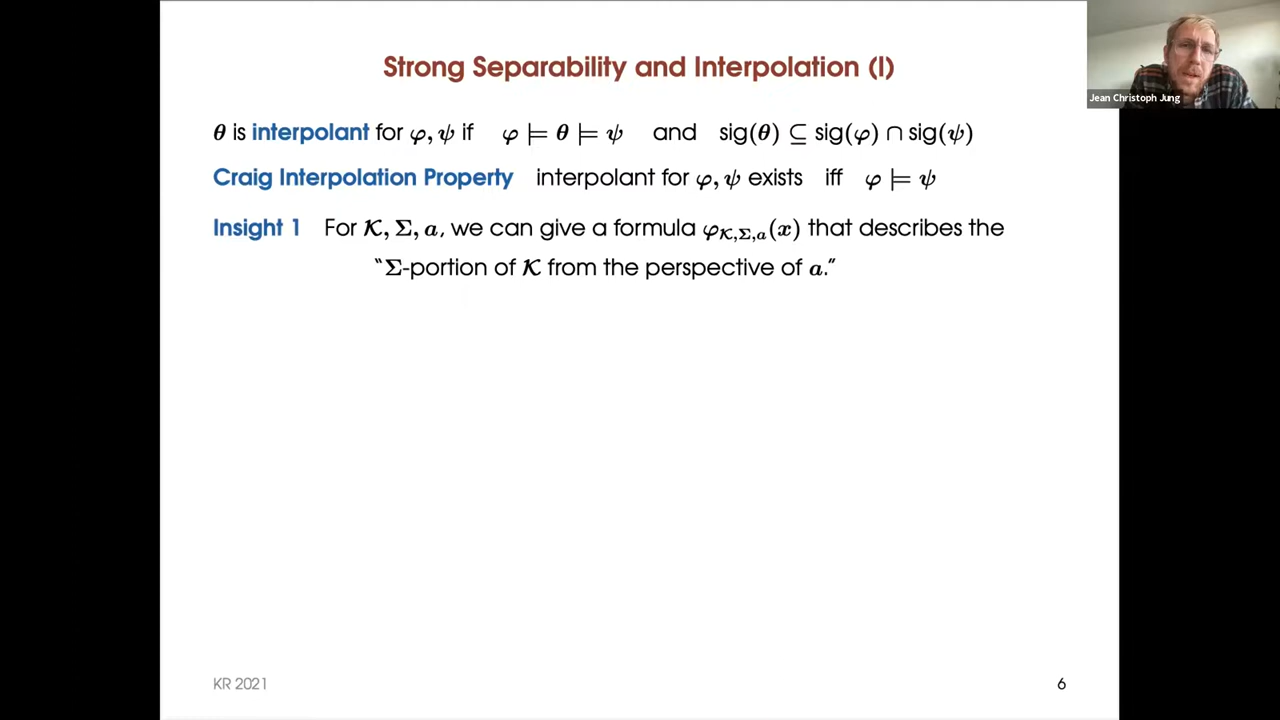 Strong Separability and Interpolation (I)
Jean Christoph Jung
θ is interpolant for φ, ψ if φ ⊨ θ ⊨ ψ and sig(θ) ⊆ sig(φ) ∩ sig(ψ)
Craig Interpolation Property interpolant for φ, ψ exists iff φ ⊨ ψ
Insight 1 For 𝒦, Σ, a, we can give a formula φ_{𝒦,Σ,a}(x) that describes the
“Σ-portion of 𝒦 from the perspective of a.”
KR 2021
6